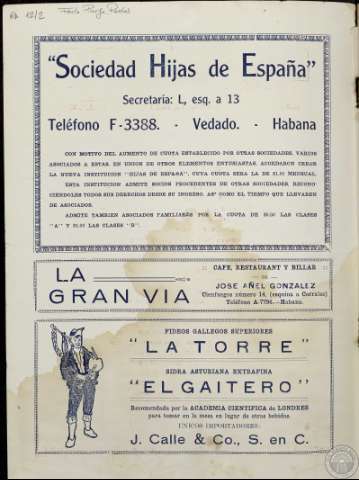 12/2
"Sociedad Hijas de España"
Secretaría: L, esq. a 13
Teléfono F-3388. - Vedado. - Habana
CON MOTIVO DEL AUMENTO DE CUOTA ESTABLECIDO POR OTRAS SOCIEDADES, VARIOS
ASOCIADOS A ESTAS EN UNION DE OTROS ELEMENTOS ENTUSIASTAS, ACORDARON CREAR
LA NUEVA INSTITUCION "HIJAS DE ESPAÑA", CUYA CUOTA SERA LA DE MENSUAL.
ESTA INSTITUCION ADMITE SOCIOS PROCEDENTES DE OTRAS SOCIEDADES RECONO-
CIENDOLES TODOS SUS DERECHOS DESDE SU INGRESO, ASI COMO EL TIEMPO QUE LLEVAREN
DE ASOCIADOS.
ADMITE TAMBIEN ASOCIADOS FAMILIARES POR LA CUOTA DE LAS CLASES
"A" Y LAS CLASES "B".
LA
GRAN VIA
CAFE, RESTAURANT Y BILLAR
— DE —
JOSE AÑEL GONZALEZ
Cienfuegos número 14, (esquina a Corrales)
Teléfono A-7796.—Habana.
FIDEOS GALLEGOS SUPERIORES
"LA TORRE"
SIDRA ASTURIANA EXTRAFINA
"EL GAITERO"
Recomendada por la ACADEMIA CIENTIFICA de LONDRES
para tomar en la mesa en lugar de otras bebidas
UNICOS IMPORTADORES:
J. Calle & Co., S. en C.